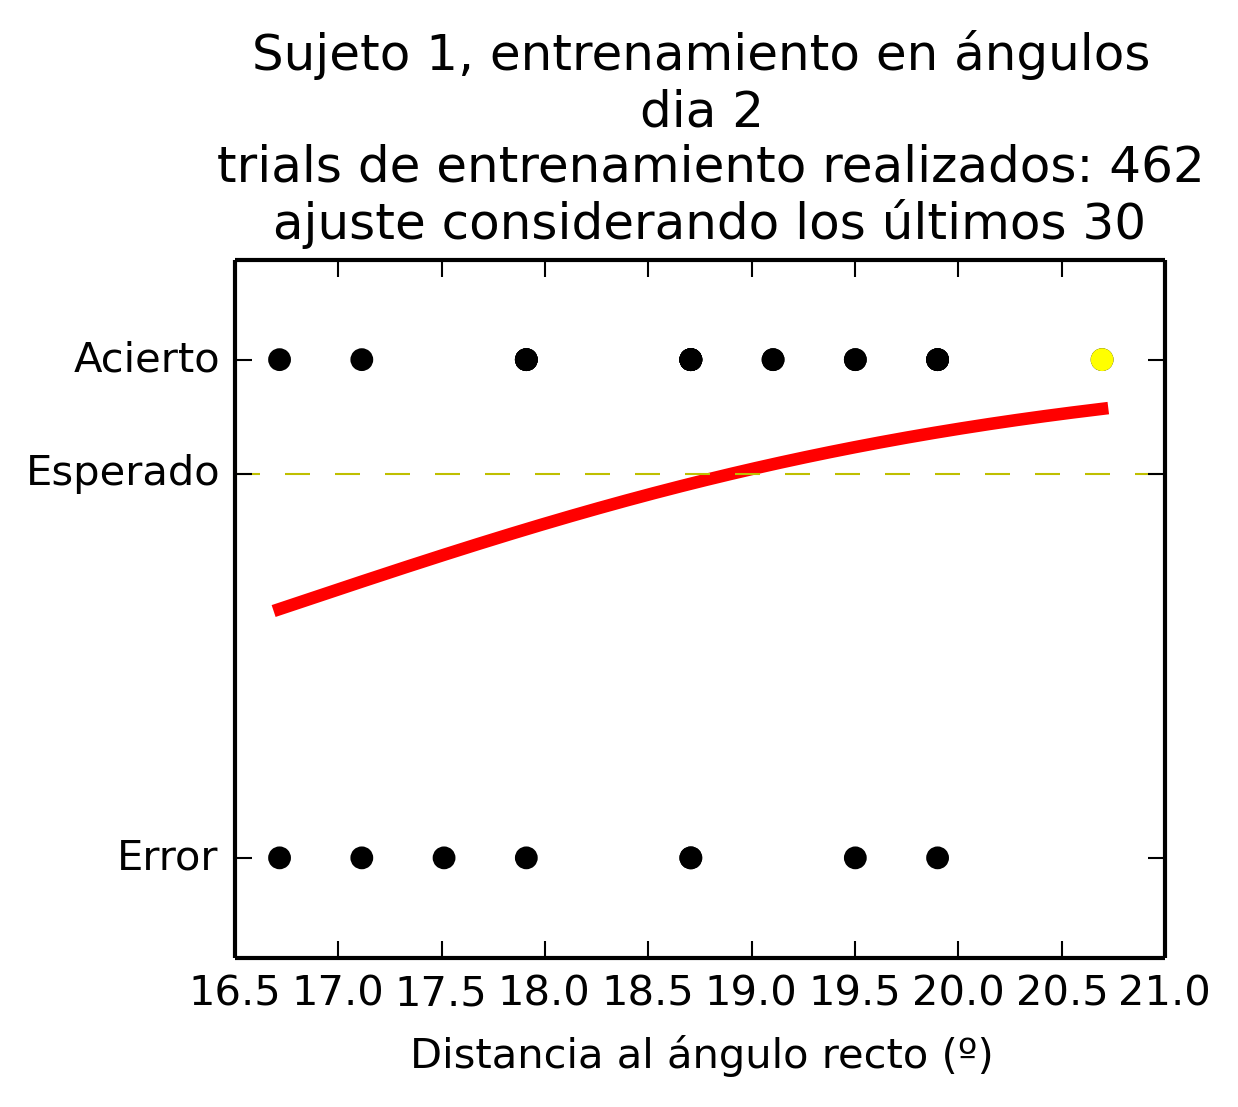 Sujeto 1, entrenamiento en ángulos
dia 2
trials de entrenamiento realizados: 462
ajuste considerando los últimos 30
Acierto
Esperado
Error
16.5 17.0 17.5 18.0 18.5 19.0 19.5 20.0 20.5 21.0
Distancia al ángulo recto (º)